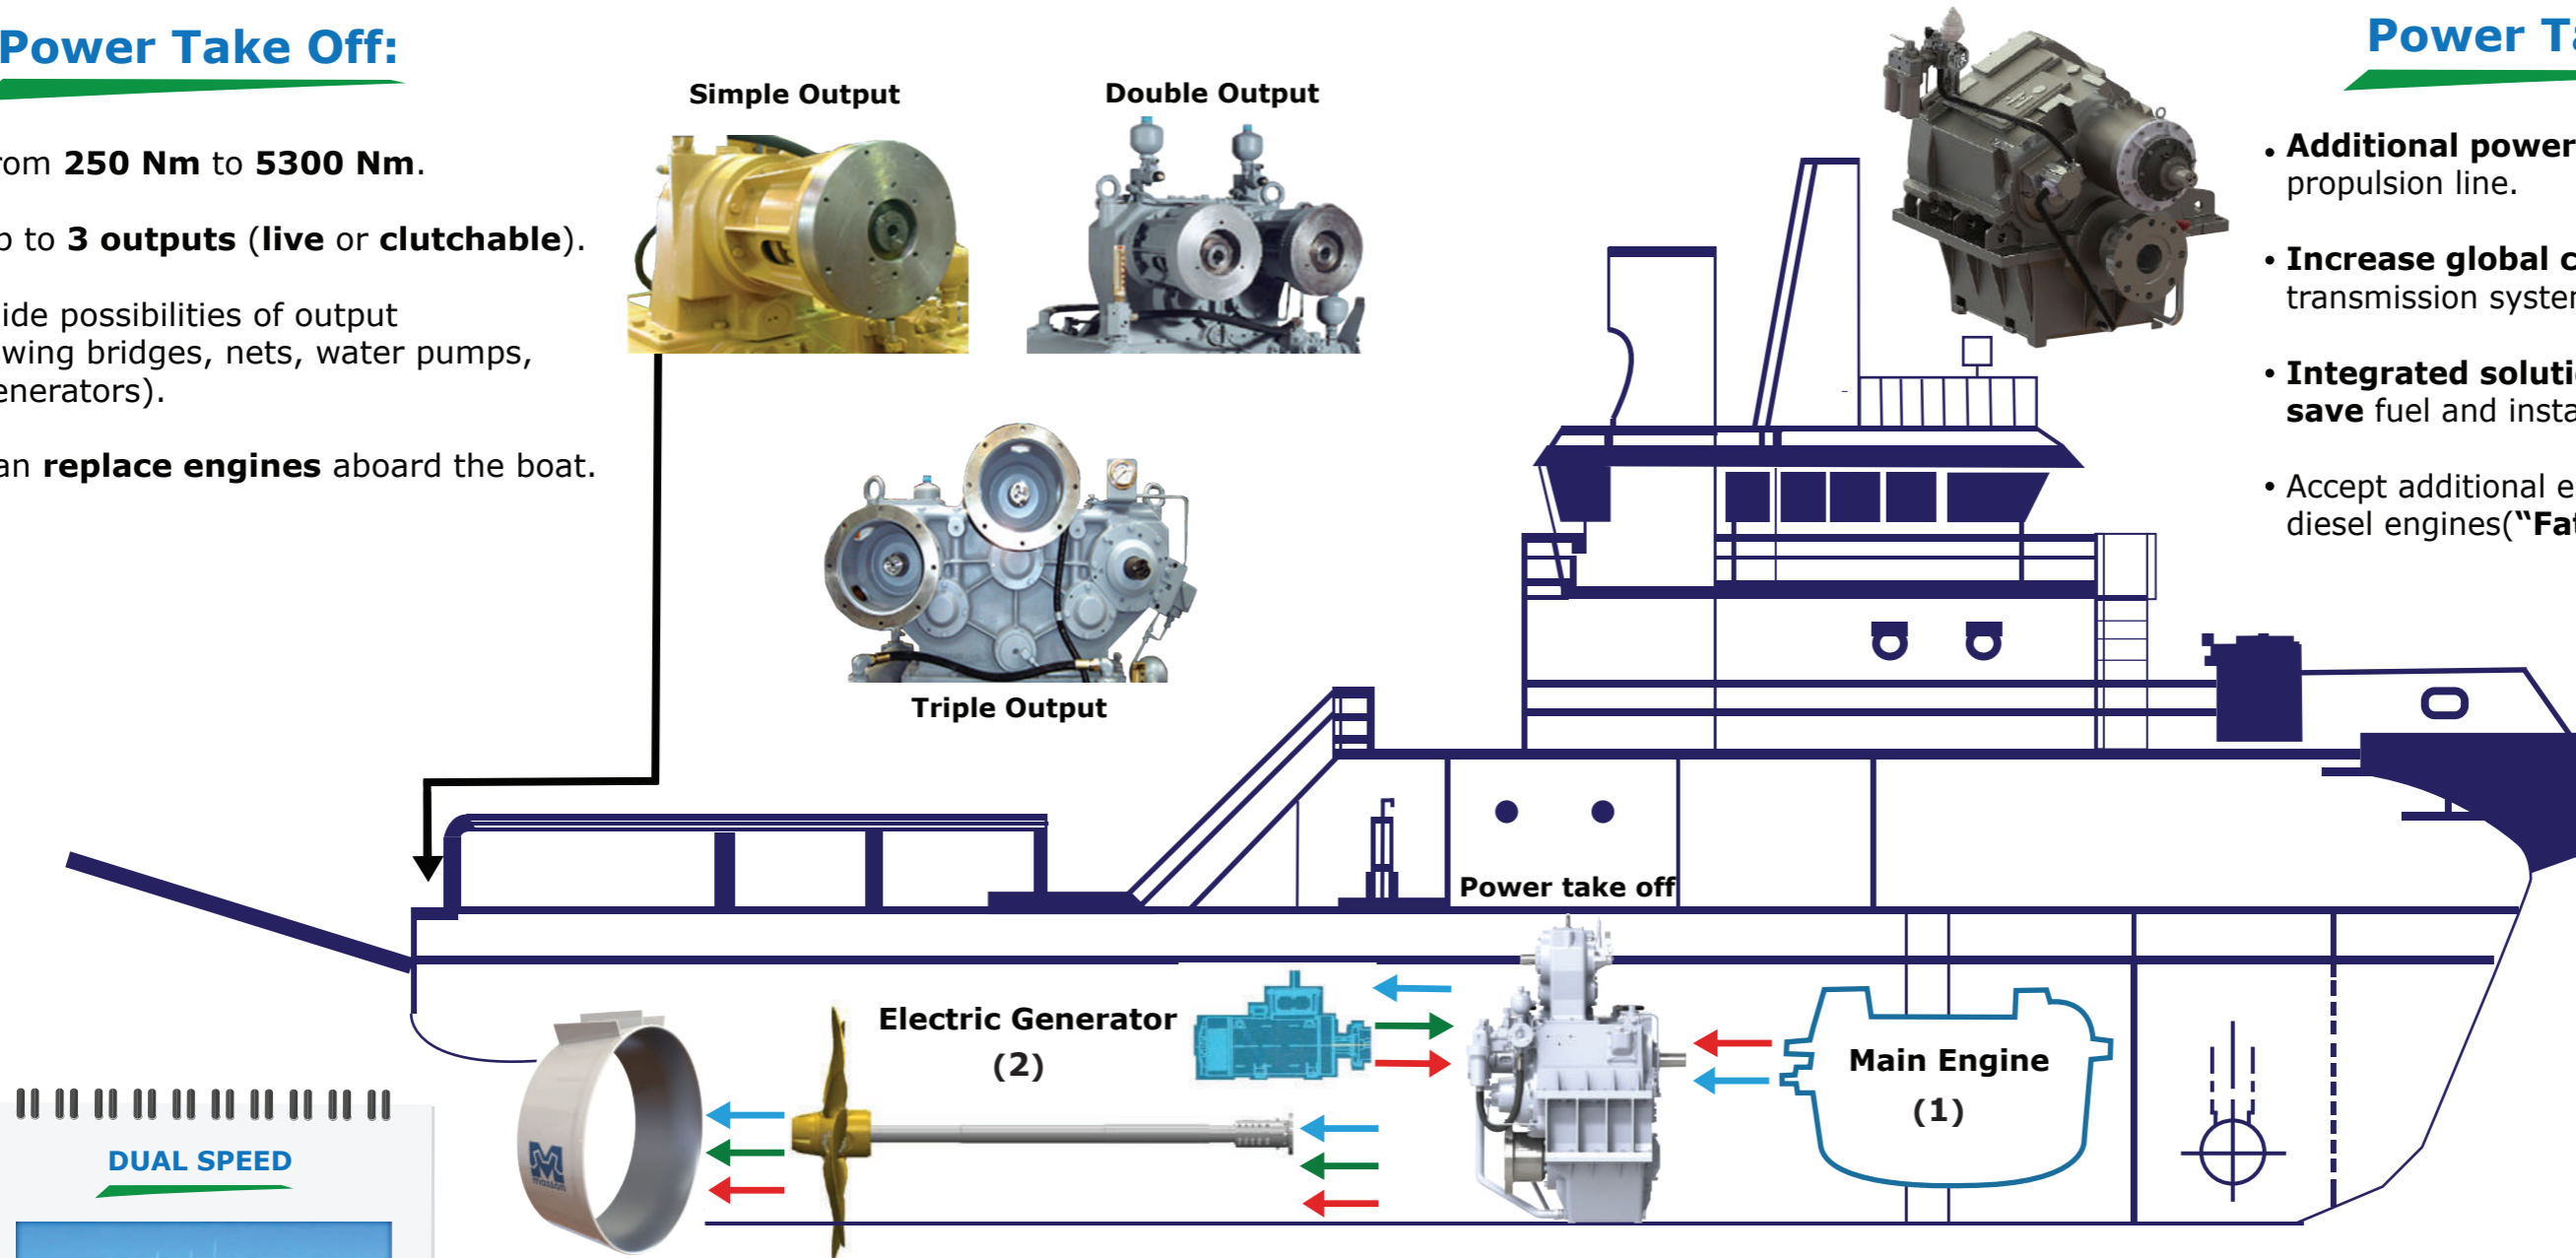 Power Take Off:
rom 250 Nm to 5300 Nm.
to 3 outputs (live or clutchable).
ide possibilities of output
wing bridges, nets, water pumps,
enerators).
an replace engines aboard the boat.
Simple Output
Double Output
Triple Output
Power Ta
• Additional power
propulsion line.
• Increase global c
transmission system
• Integrated soluti
save fuel and insta
• Accept additional e
diesel engines("Fat
Power take off
Electric Generator
(2)
Main Engine
(1)
masson
DUAL SPEED